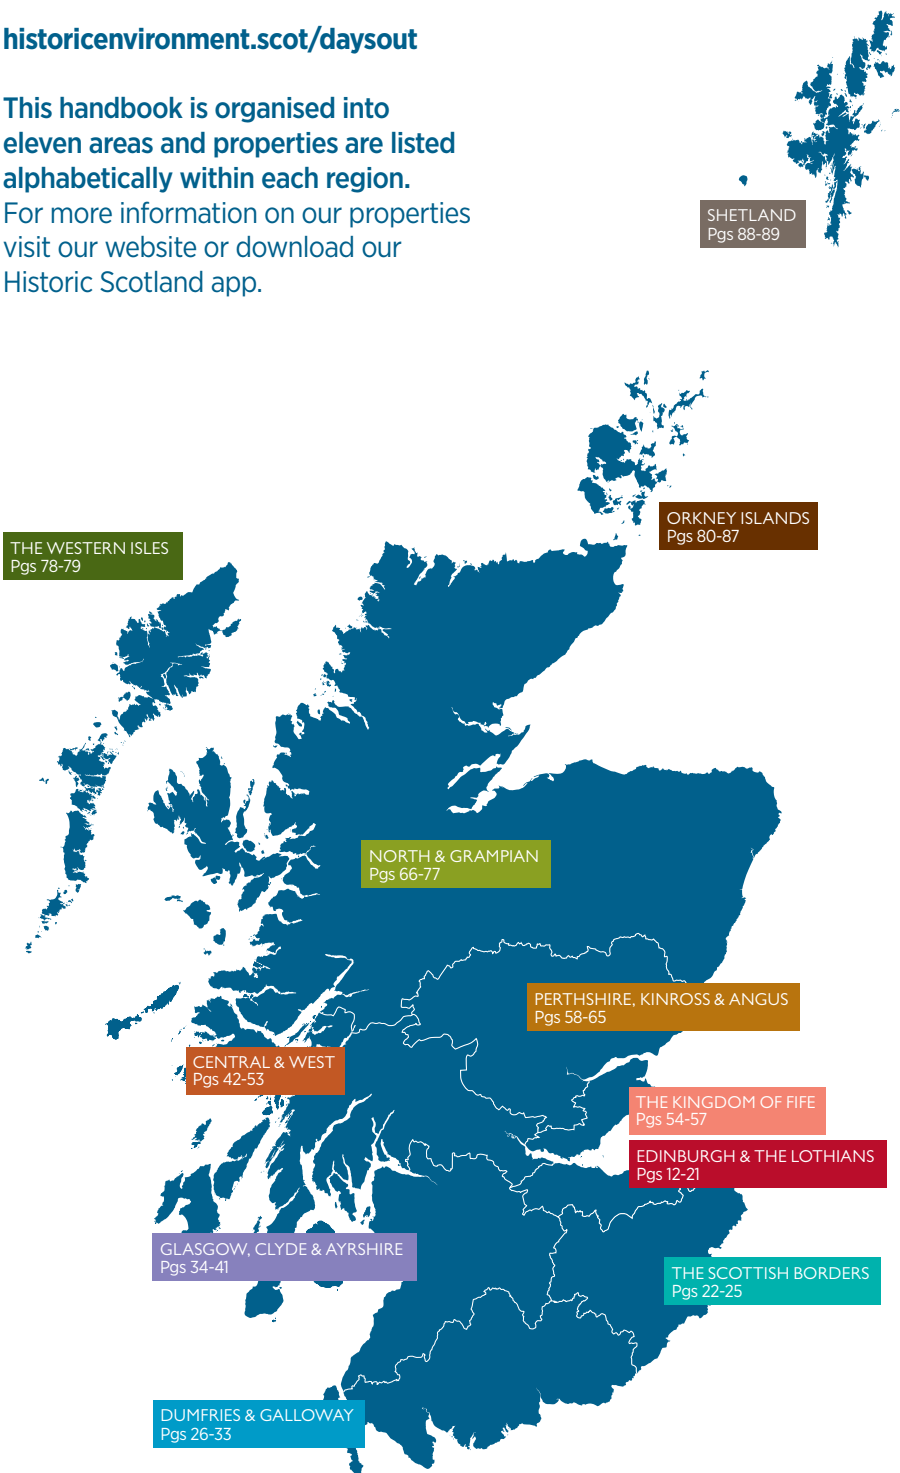 historicenvironment.scot/daysout
This handbook is organised into
eleven areas and properties are listed
alphabetically within each region.
For more information on our properties
visit our website or download our
Historic Scotland app.
SHETLAND
Pgs 88-89
ORKNEY ISLANDS
Pgs 80-87
THE WESTERN ISLES
Pgs 78-79
NORTH & GRAMPIAN
Pgs 66-77
PERTHSHIRE, KINROSS & ANGUS
Pgs 58-65
CENTRAL & WEST
Pgs 42-53
THE KINGDOM OF FIFE
Pgs 54-57
EDINBURGH & THE LOTHIANS
Pgs 12-21
GLASGOW, CLYDE & AYRSHIRE
Pgs 34-41
THE SCOTTISH BORDERS
Pgs 22-25
DUMFRIES & GALLOWAY
Pgs 26-33